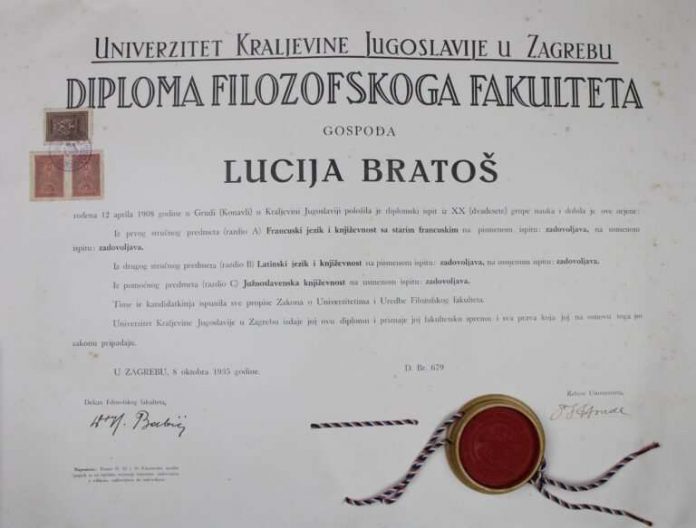 UNIVERZITET KRALJEVINE JUGOSLAVIJE U ZAGREBU
DIPLOMA FILOZOFSKOGA FAKULTETA
GOSPOĐA
LUCIJA BRATOŠ
rođena 12 aprila 1908 godine u Grudi (Konavli) u Kraljevini Jugoslaviji položila je diplomski ispit iz XX (dvadesete) grupe nauka i dobila je ove ocjene:
Iz prvog stručnog predmeta (razdio A) Francuski jezik i književnost sa starim francuskim na pismenom ispitu: zadovoljava, na usmenom
ispitu: zadovoljava.
Iz drugog stručnog predmeta (razdio B) Latinski jezik i književnost na pismenom ispitu: zadovoljava, na usmenom ispitu: zadovoljava.
Iz pomoćnog predmeta (razdio C) Južnoslavenska književnost na usmenom ispitu: zadovoljava.
Time je kandidatkinja ispunila sve propise Zakona o Univerzitetima i Uredbe Filozofskog fakulteta.
Univerzitet Kraljevine Jugoslavije u Zagrebu izdaje joj ovu diplomu i priznaje joj fakultetsku spremu i sva prava koja joj na osnovu toga po
zakonu pripadaju.
U ZAGREBU, 8 oktobra 1935 godine.
D. Br. 679
Dekan Filozofskog fakulteta,
Rektor Univerziteta,
Babić